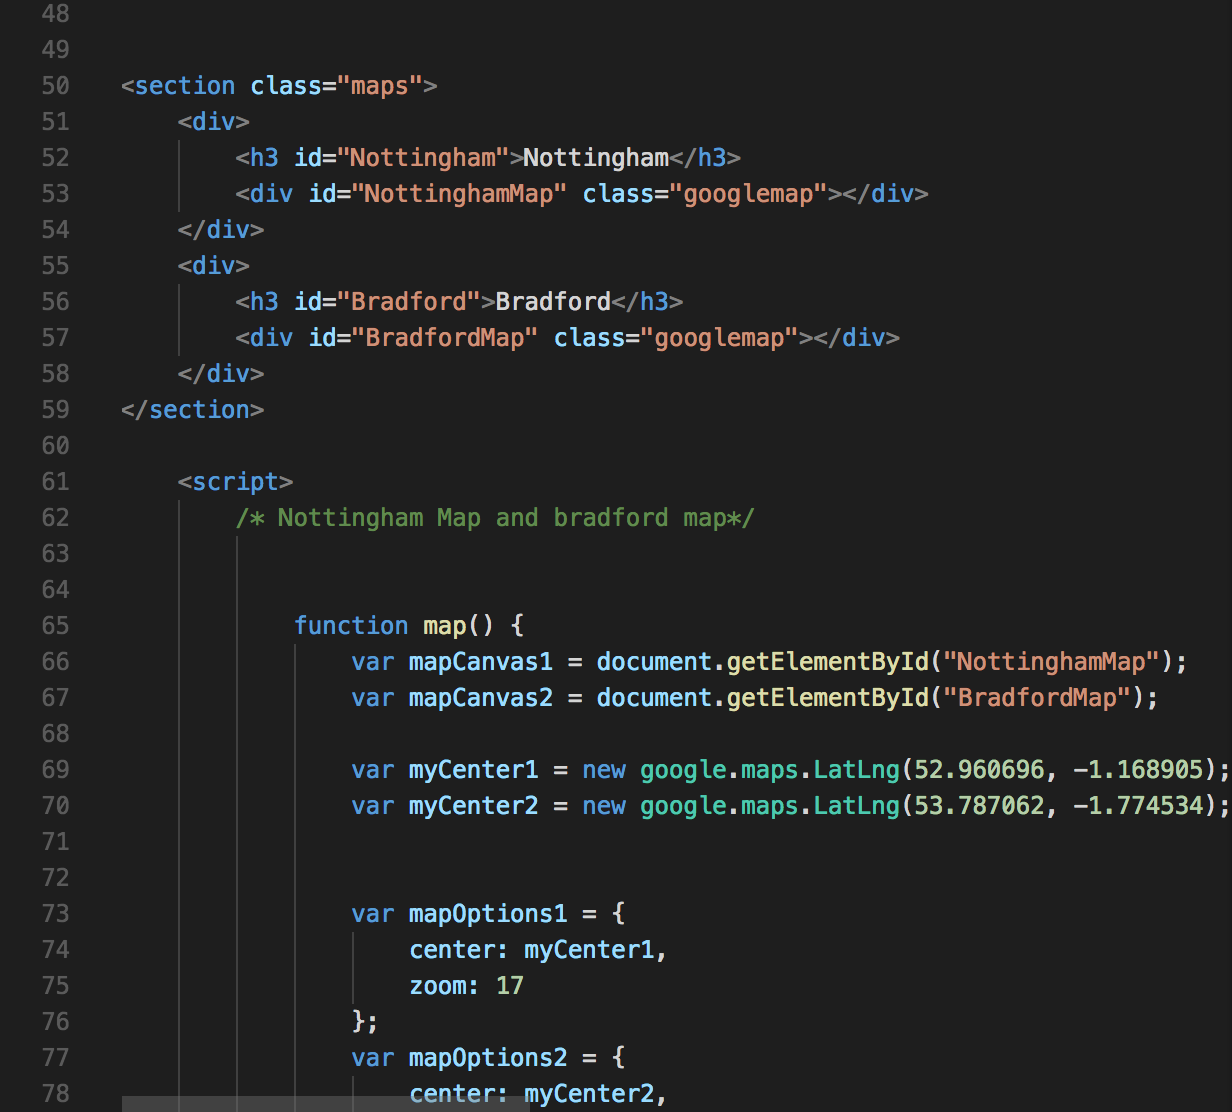 48
49
50 <section class="maps">
51 <div>
52 <h3 id="Nottingham">Nottingham</h3>
53 <div id="NottinghamMap" class="googlemap"></div>
54 </div>
55 <div>
56 <h3 id="Bradford">Bradford</h3>
57 <div id="BradfordMap" class="googlemap"></div>
58 </div>
59 </section>
60
61 <script>
62 /* Nottingham Map and bradford map*/
63
64
65 function map() {
66 var mapCanvas1 = document.getElementById("NottinghamMap");
67 var mapCanvas2 = document.getElementById("BradfordMap");
68
69 var myCenter1 = new google.maps.LatLng(52.960696, -1.168905);
70 var myCenter2 = new google.maps.LatLng(53.787062, -1.774534);
71
72
73 var mapOptions1 = {
74 center: myCenter1,
75 zoom: 17
76 };
77 var mapOptions2 = {
78 center: myCenter2,